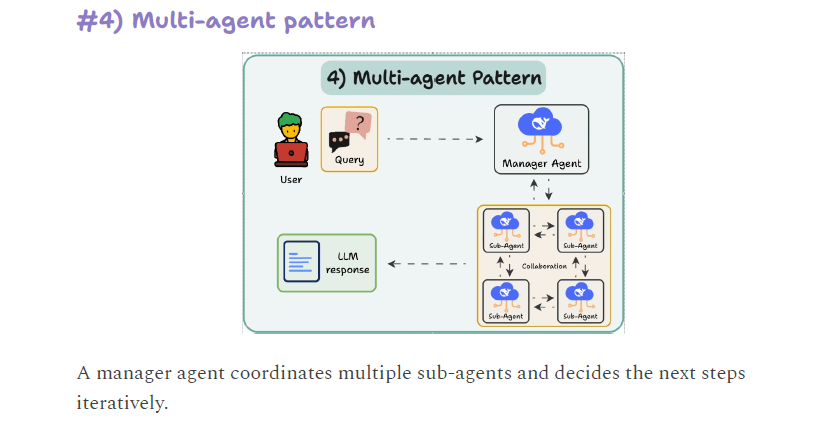 #4) Multi-agent pattern
4) Multi-agent Pattern
?
Query
User
Manager Agent
Sub-Agent
Sub-Agent
Collaboration
Sub-Agent
Sub-Agent
LLM
response
A manager agent coordinates multiple sub-agents and decides the next steps
iteratively.